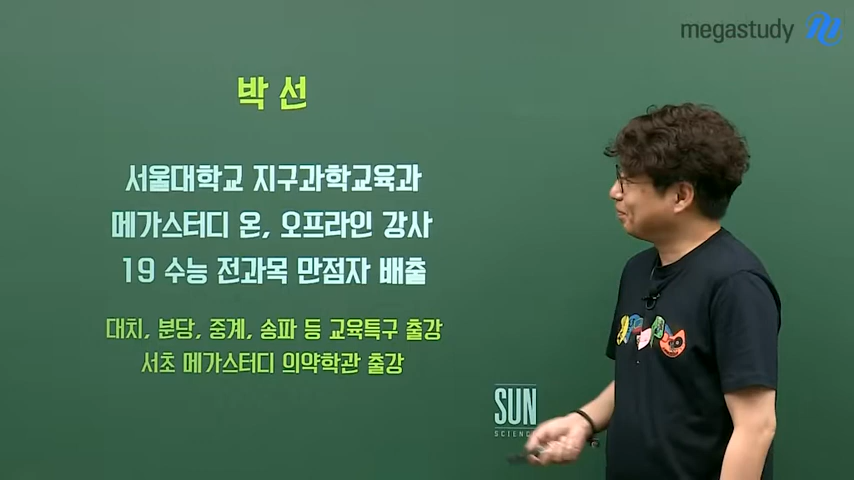 megastudy
박 선
서울대학교 지구과학교육과
메가스터디 온, 오프라인 강사
19 수능 전과목 만점자 배출
대치, 분당, 중계, 송파 등 교육특구 출강
서초 메가스터디 의약학관 출강
SUN
SCIENCE